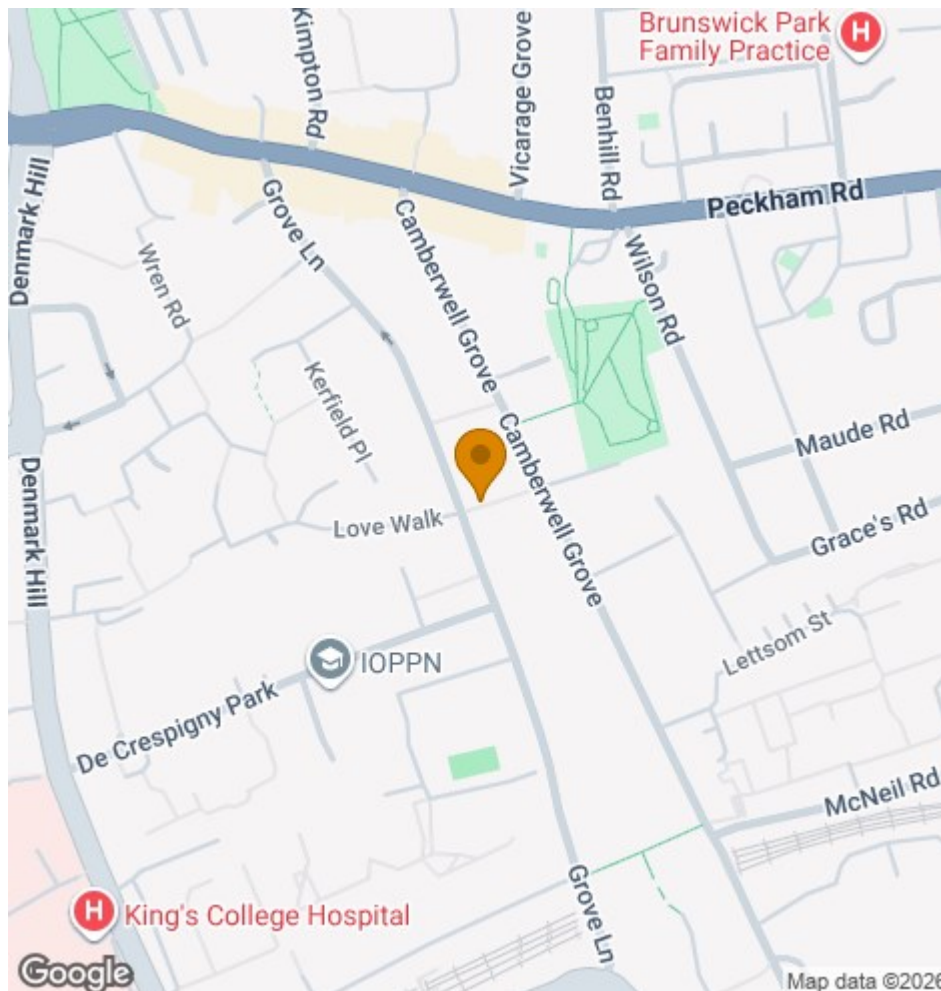 Brunswick Park
Family Practice
Kimpton Rd
Vicarage Grove
Benhill Rd
Peckham Rd
Denmark Hill
Grove Ln
Camberwell Grove
Wilson Rd
Wren Rd
Kerfield Pl
Camberwell Grove
Maude Rd
Love Walk
Grace's Rd
Denmark Hill
Lettsom St
IOPPN
De Crespigny Park
McNeil Rd
King's College Hospital
Grove Ln
Google
Map data ©2026